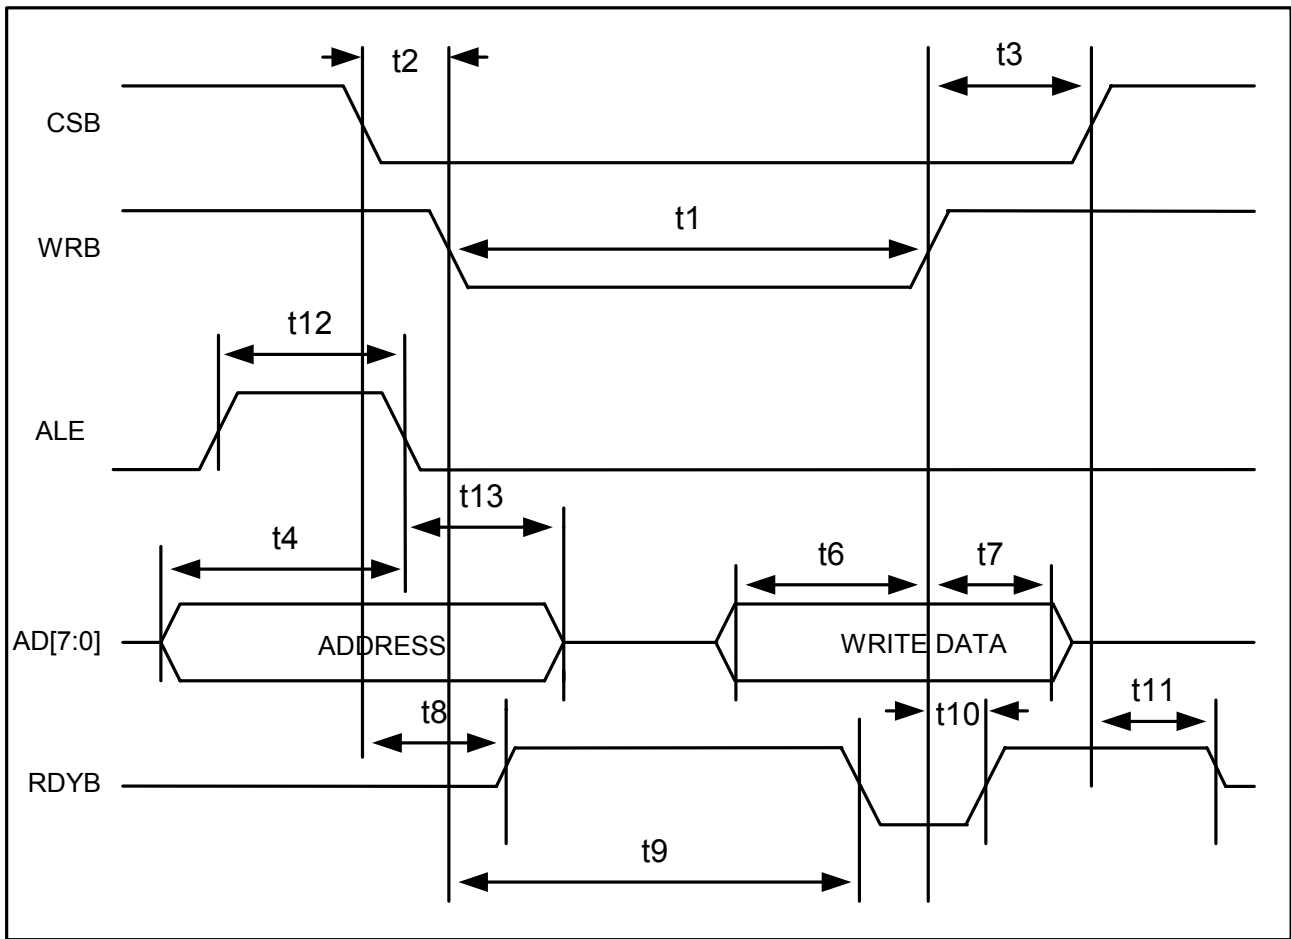 t2
t3
CSB
WRB
t1
t12
ALE
t13
t4
t6
t7
AD[7:0]
ADDRESS
WRITE DATA
t8
t10
t11
RDYB
t9